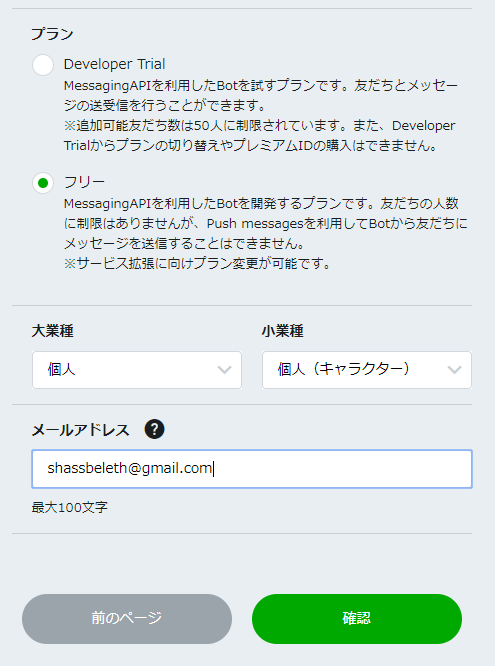 プラン
Developer Trial
MessagingAPIを利用したBotを試すプランです。友だちとメッセー
ジの送受信を行うことができます。
※追加可能友だち数は50人に制限されています。また、Developer
Trialからプランの切り替えやプレミアムIDの購入はできません。
フリー
MessagingAPIを利用したBotを開発するプランです。友だちの人数
に制限はありませんが、Push messagesを利用してBotから友だちに
メッセージを送信することはできません。
※サービス拡張に向けプラン変更が可能です。
大業種 小業種
個人 個人（キャラクター）
メールアドレス ?
shassbeleth@gmail.com
最大100文字
前のページ 確認